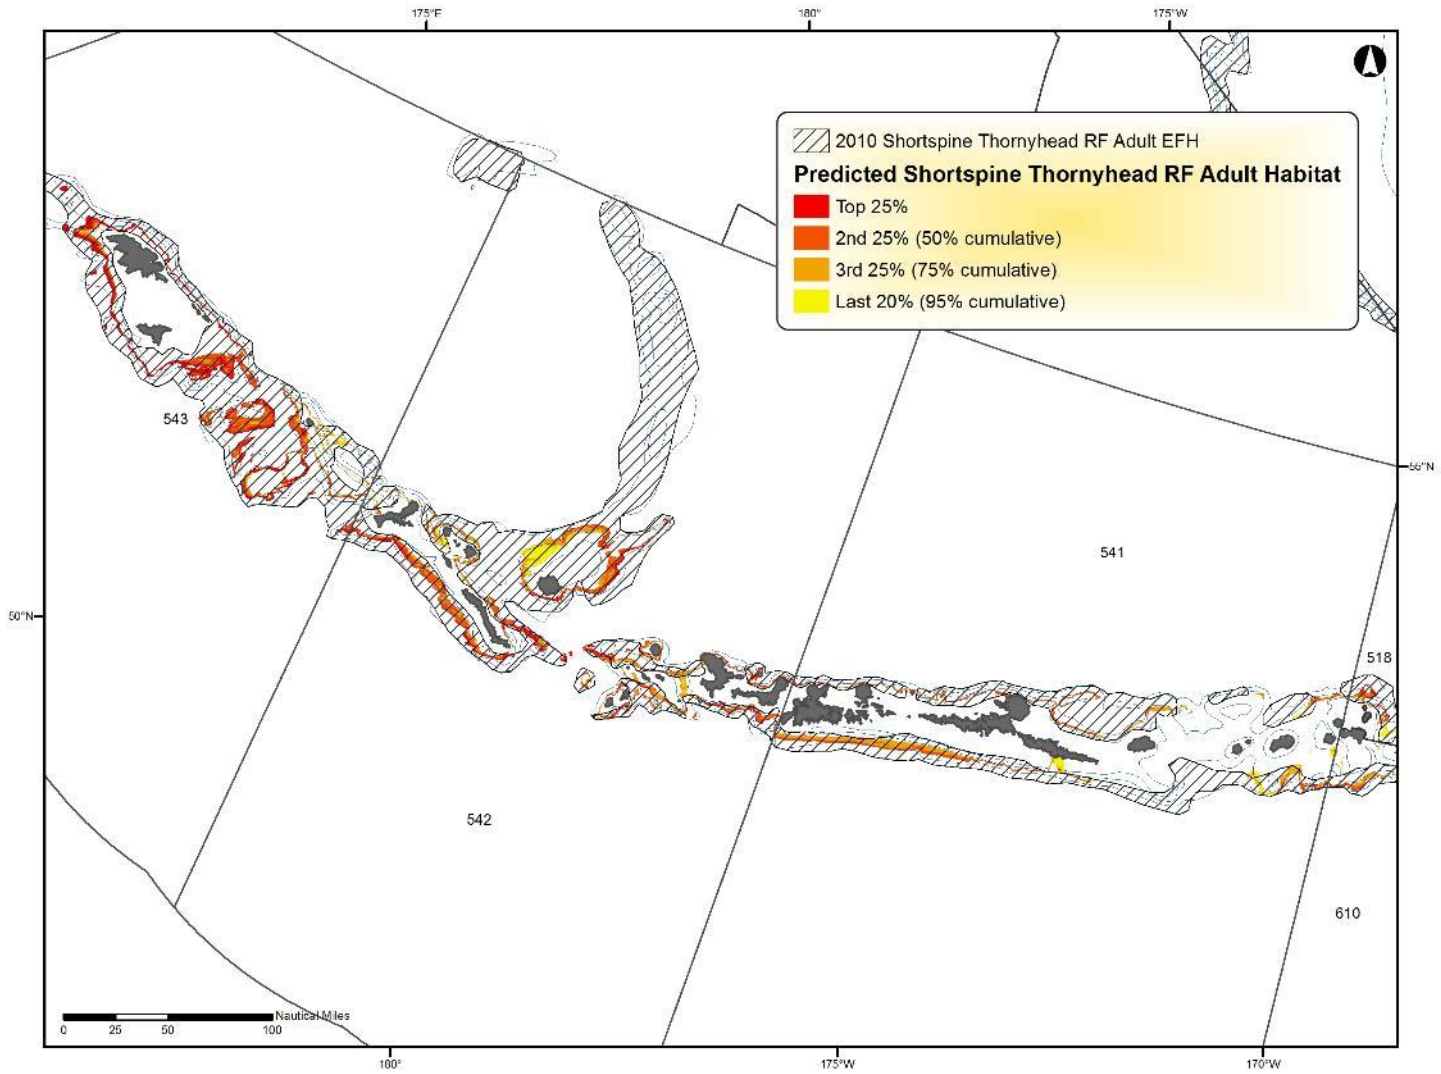 175°E 180° 175°W
2010 Shortspine Thornyhead RF Adult EFH
Predicted Shortspine Thornyhead RF Adult Habitat
Top 25%
2nd 25% (50% cumulative)
3rd 25% (75% cumulative)
Last 20% (95% cumulative)
543
55°N
541
50°N
518
542
610
Nautical Miles
0 25 50 100
180° 175°W 170°W